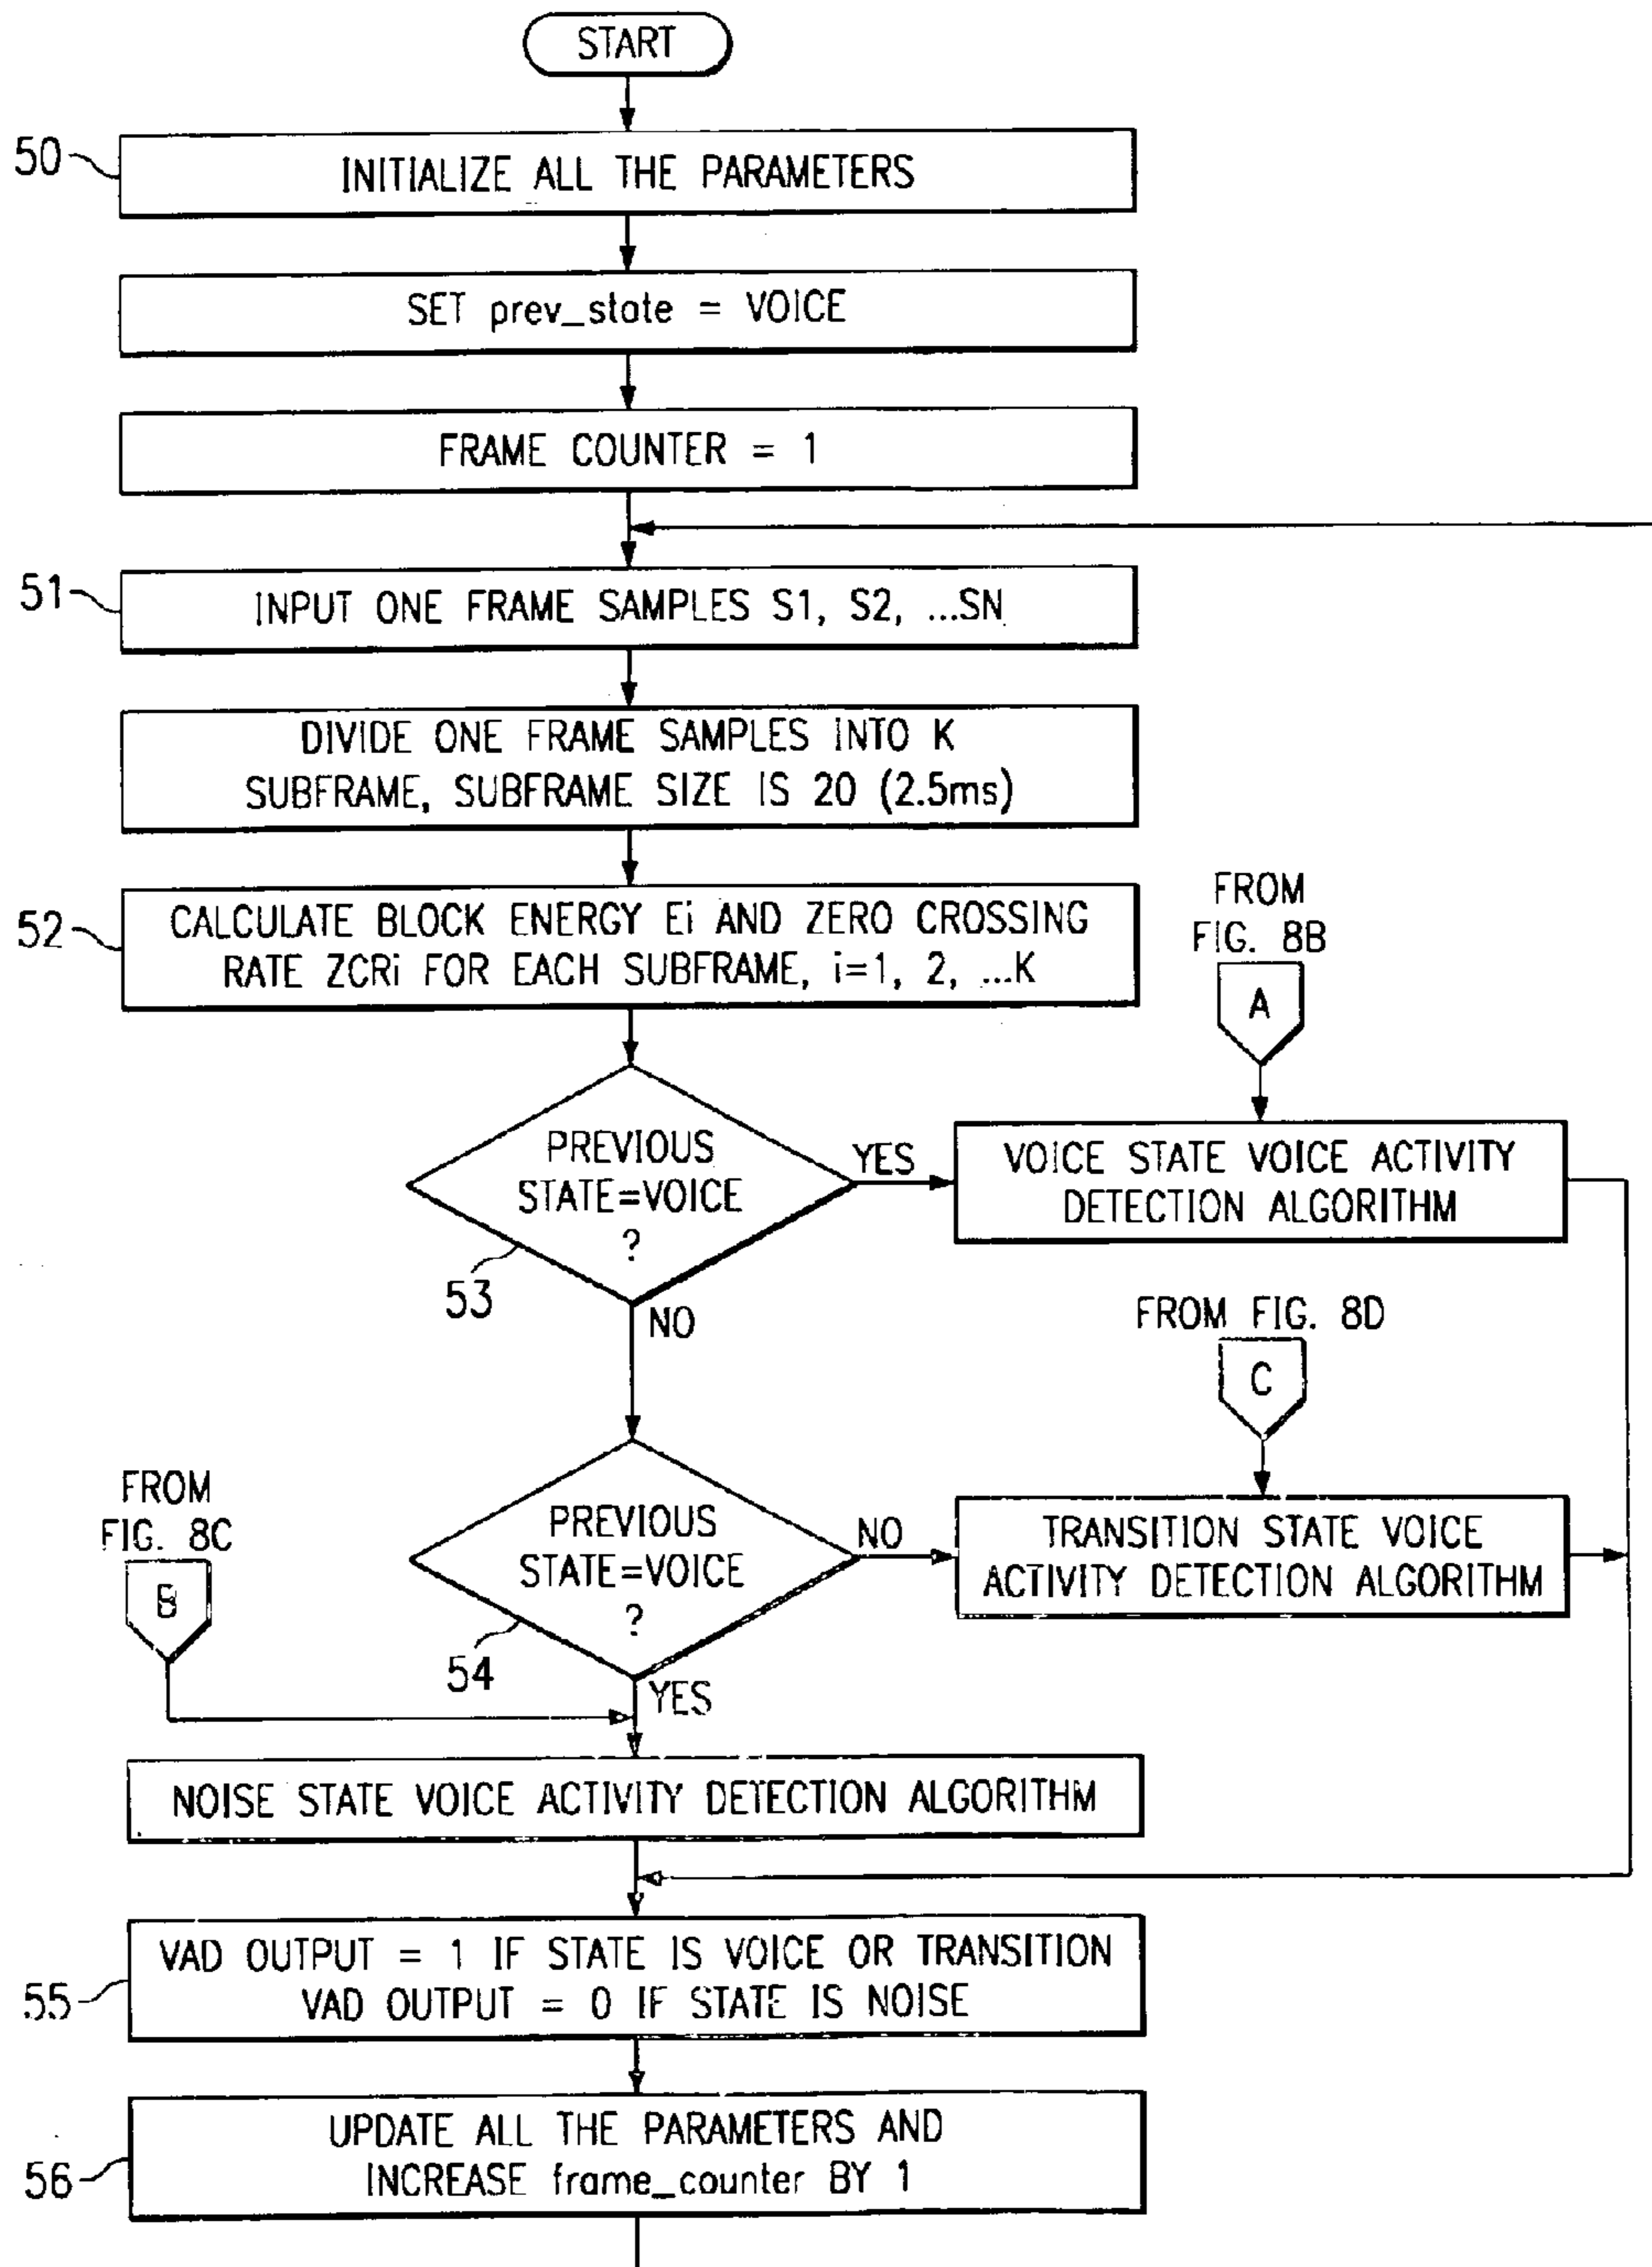 START
50
INITIALIZE ALL THE PARAMETERS
SET prev_state = VOICE
FRAME COUNTER = 1
51
INPUT ONE FRAME SAMPLES S1, S2, ...SN
DIVIDE ONE FRAME SAMPLES INTO K
SUBFRAME, SUBFRAME SIZE IS 20 (2.5ms)
52
CALCULATE BLOCK ENERGY Ei AND ZERO CROSSING
RATE ZCRi FOR EACH SUBFRAME, i=1, 2, ...K
FROM
FIG. 8B
A
PREVIOUS
STATE=VOICE
?
53
YES
VOICE STATE VOICE ACTIVITY
DETECTION ALGORITHM
NO
FROM FIG. 8D
C
FROM
FIG. 8C
B
PREVIOUS
STATE=VOICE
?
54
NO
TRANSITION STATE VOICE
ACTIVITY DETECTION ALGORITHM
YES
NOISE STATE VOICE ACTIVITY DETECTION ALGORITHM
55
VAD OUTPUT = 1 IF STATE IS VOICE OR TRANSITION
VAD OUTPUT = 0 IF STATE IS NOISE
56
UPDATE ALL THE PARAMETERS AND
INCREASE frame_counter BY 1